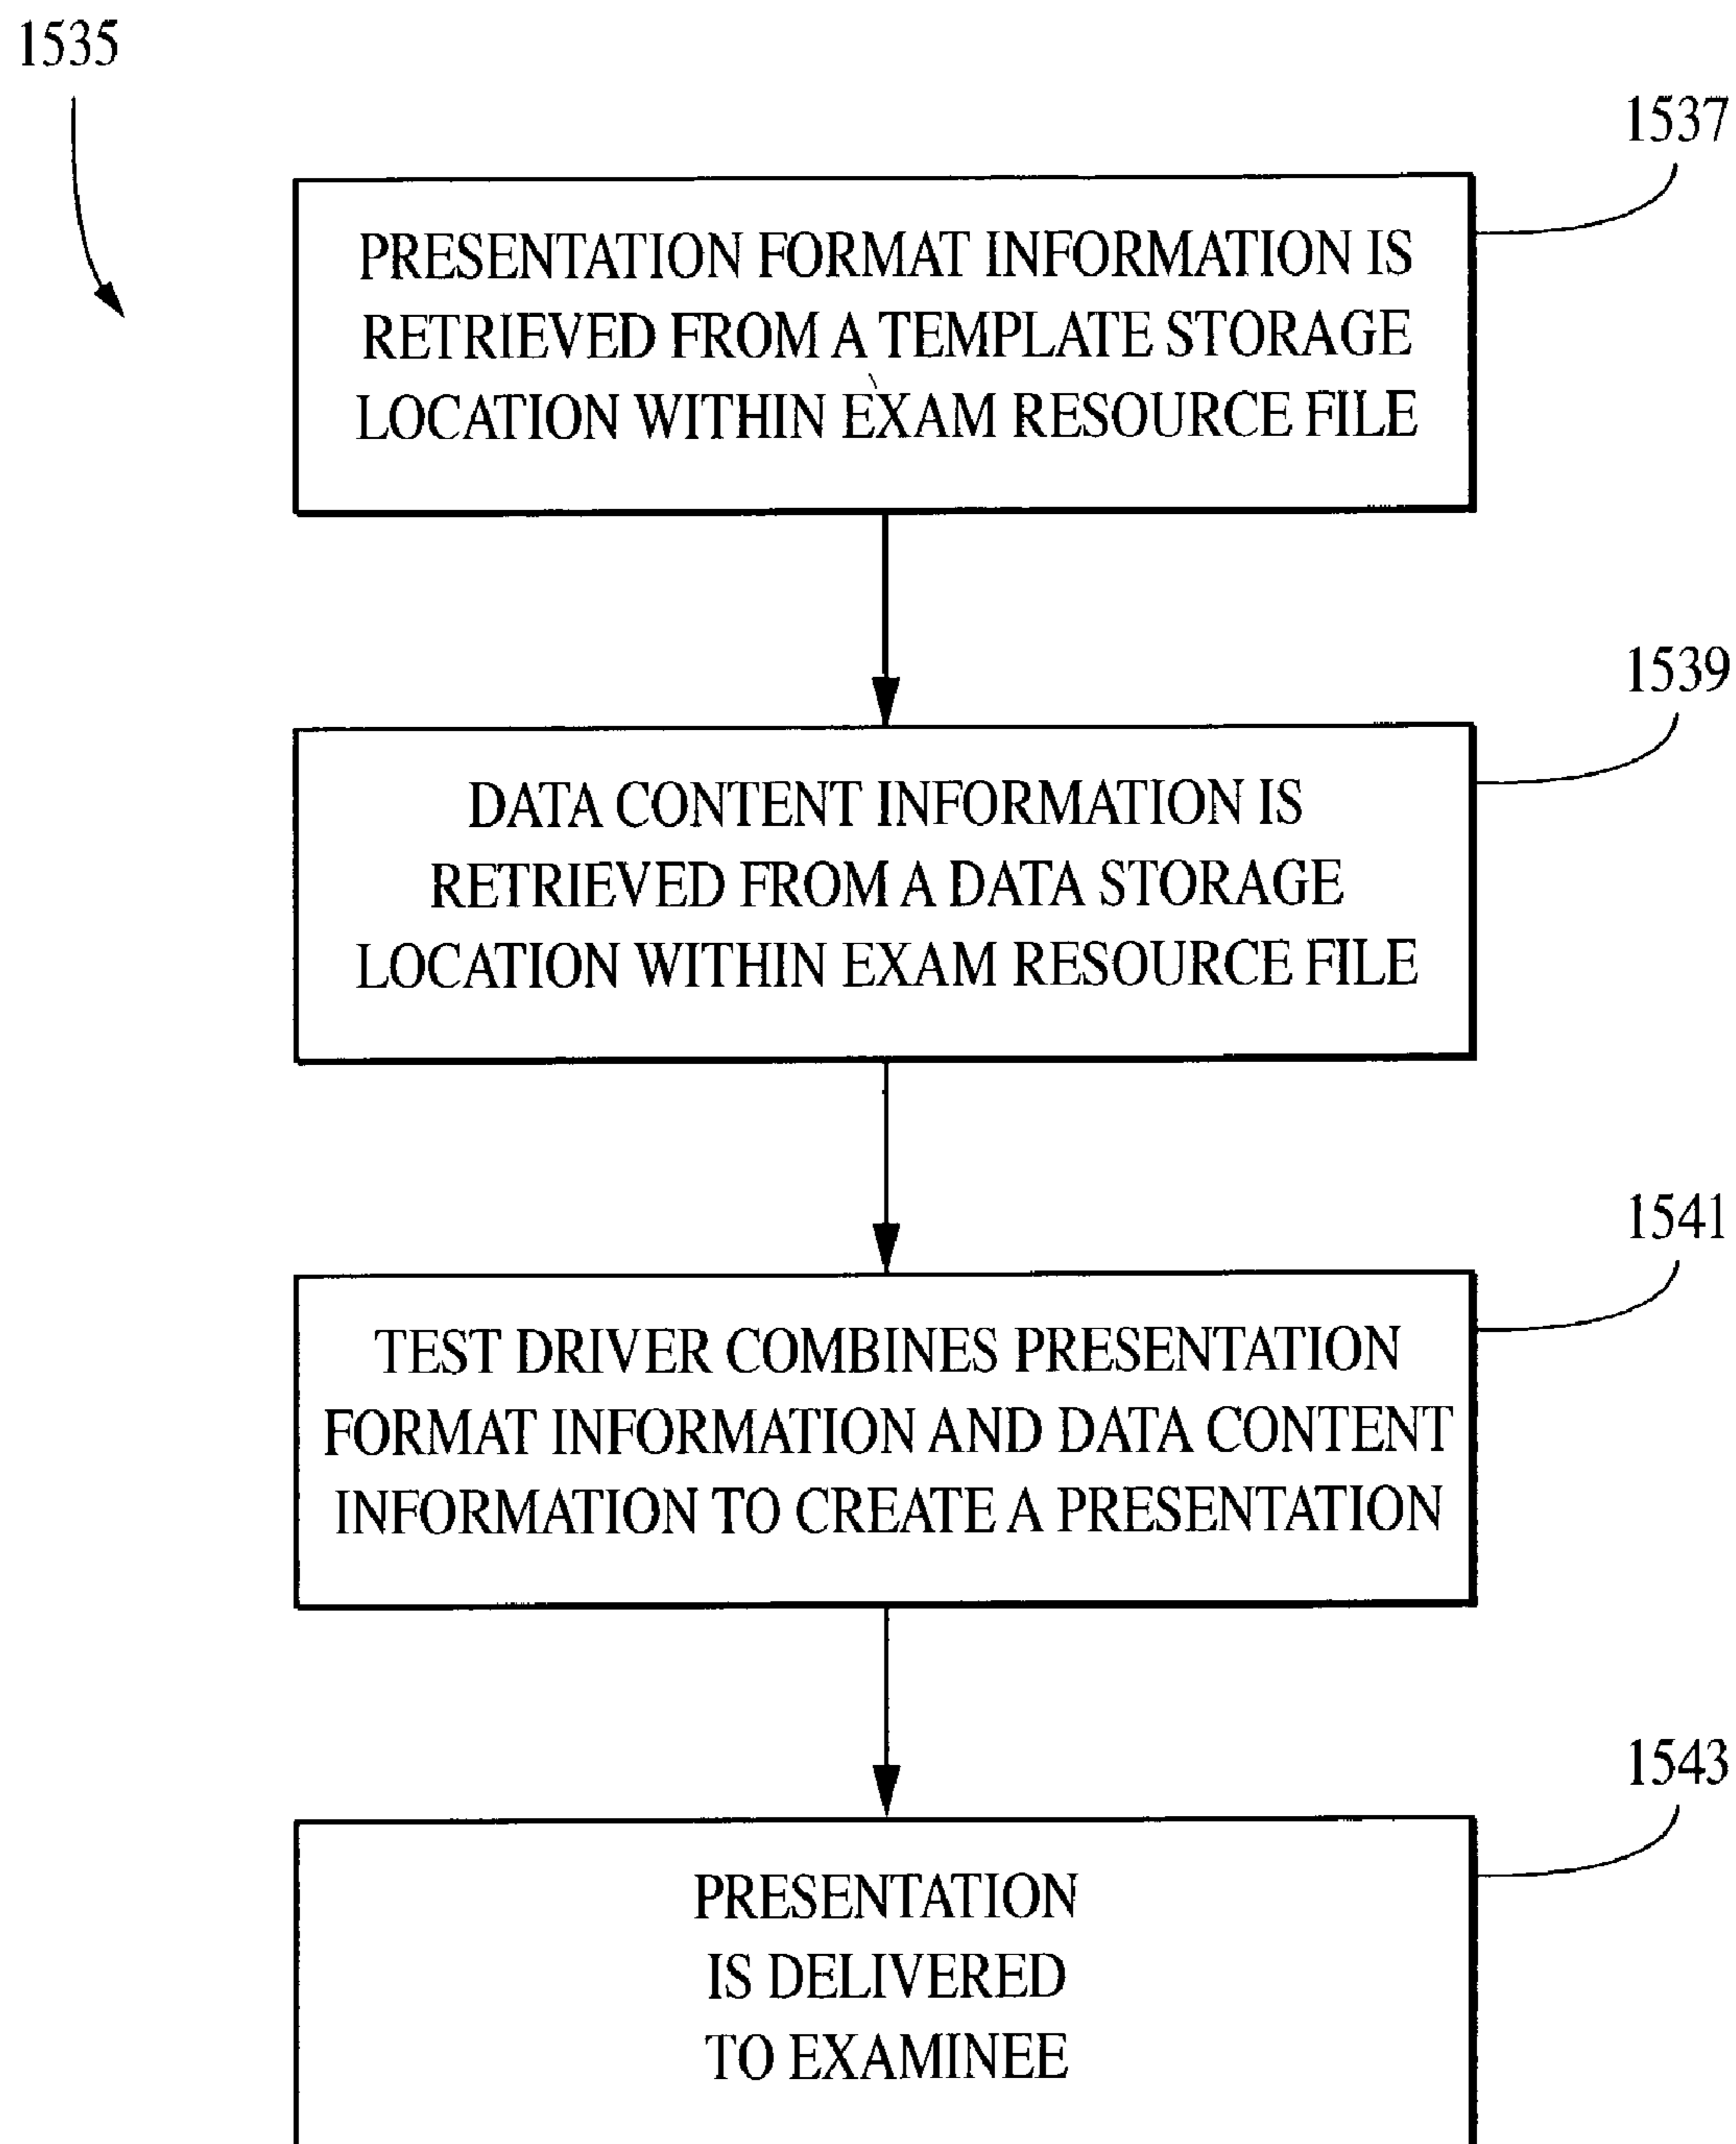 1535
1537
PRESENTATION FORMAT INFORMATION IS
RETRIEVED FROM A TEMPLATE STORAGE
LOCATION WITHIN EXAM RESOURCE FILE
1539
DATA CONTENT INFORMATION IS
RETRIEVED FROM A DATA STORAGE
LOCATION WITHIN EXAM RESOURCE FILE
1541
TEST DRIVER COMBINES PRESENTATION
FORMAT INFORMATION AND DATA CONTENT
INFORMATION TO CREATE A PRESENTATION
1543
PRESENTATION
IS DELIVERED
TO EXAMINEE